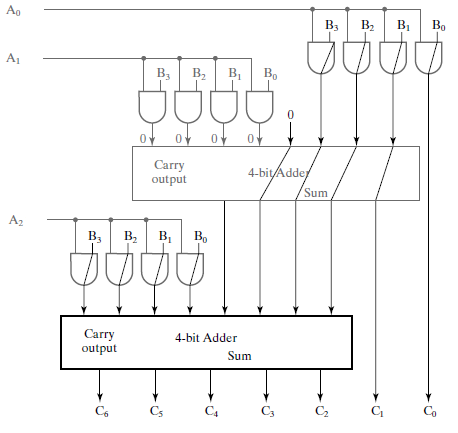 A₀
B₃ B₂ B₁ B₀
A₁
B₃ B₂ B₁ B₀
0
0 0 0 0
Carry output
4-bit Adder
Sum
A₂
B₃ B₂ B₁ B₀
Carry output
4-bit Adder
Sum
C₆ C₅ C₄ C₃ C₂ C₁ C₀